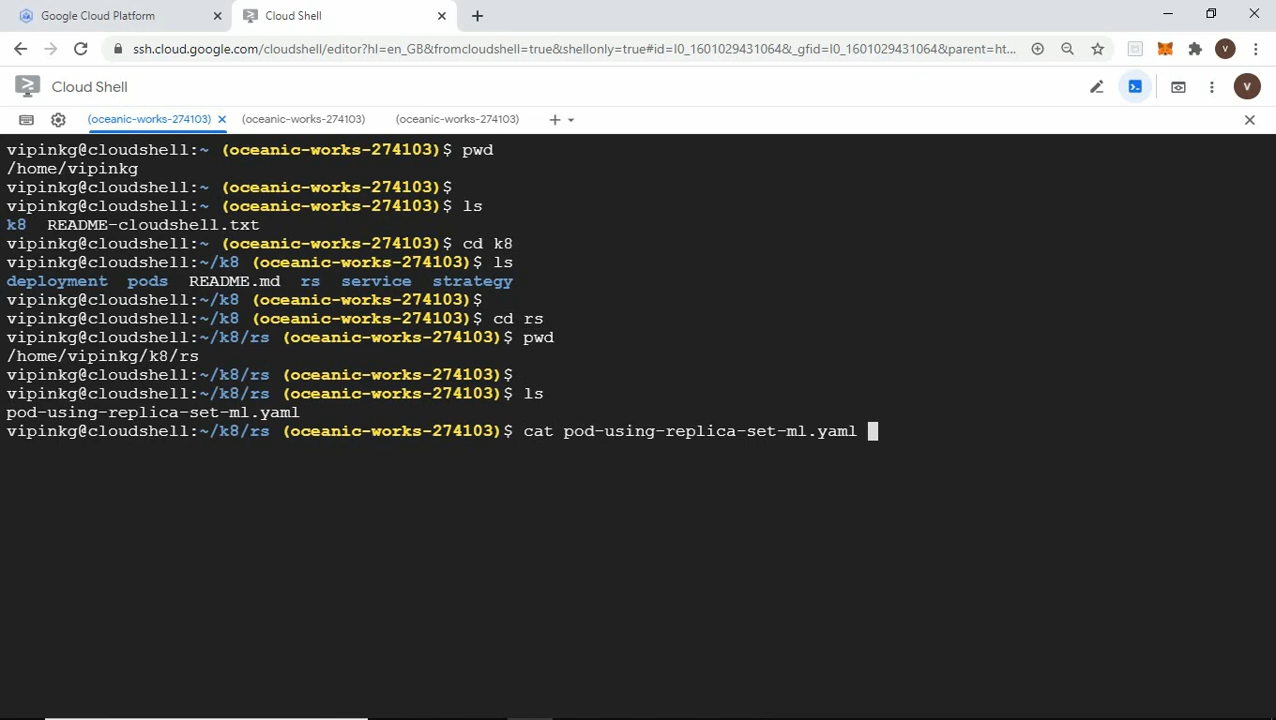 Google Cloud Platform
Cloud Shell
ssh.cloud.google.com/cloudshell/editor?hl=en_GB&fromcloudshell=true&shellonly=true#id=I0_1601029431064&_gfid=I0_1601029431064&parent=ht...
V
Cloud Shell
V
(oceanic-works-274103) (oceanic-works-274103) (oceanic-works-274103)
vipinkg@cloudshell:~ (oceanic-works-274103)$ pwd
/home/vipinkg
vipinkg@cloudshell:~ (oceanic-works-274103)$
vipinkg@cloudshell:~ (oceanic-works-274103)$ ls
k8 README-cloudshell.txt
vipinkg@cloudshell:~ (oceanic-works-274103)$ cd k8
vipinkg@cloudshell:~/k8 (oceanic-works-274103)$ ls
deployment pods README.md rs service strategy
vipinkg@cloudshell:~/k8 (oceanic-works-274103)$
vipinkg@cloudshell:~/k8 (oceanic-works-274103)$ cd rs
vipinkg@cloudshell:~/k8/rs (oceanic-works-274103)$ pwd
/home/vipinkg/k8/rs
vipinkg@cloudshell:~/k8/rs (oceanic-works-274103)$
vipinkg@cloudshell:~/k8/rs (oceanic-works-274103)$ ls
pod-using-replica-set-ml.yaml
vipinkg@cloudshell:~/k8/rs (oceanic-works-274103)$ cat pod-using-replica-set-ml.yaml